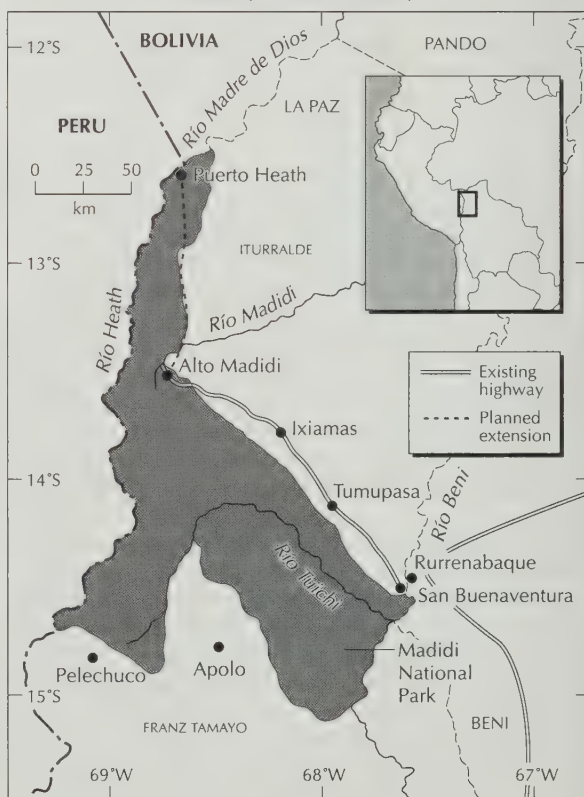 12°S
BOLIVIA
PANDO
Río Madre de Dios
LA PAZ
PERU
0 25 50
km
Puerto Heath
ITURRALDE
13°S
Río Heath
Río Madidi
Alto Madidi
Existing
highway
Planned
extension
Ixiamas
14°S
Tumupasa
Río Beni
Rurrenabaque
San Buenaventura
Río Tuichi
Madidi
National
Park
Pelechuco
Apolo
15°S
FRANZ TAMAYO
BENI
69°W
68°W
67°W